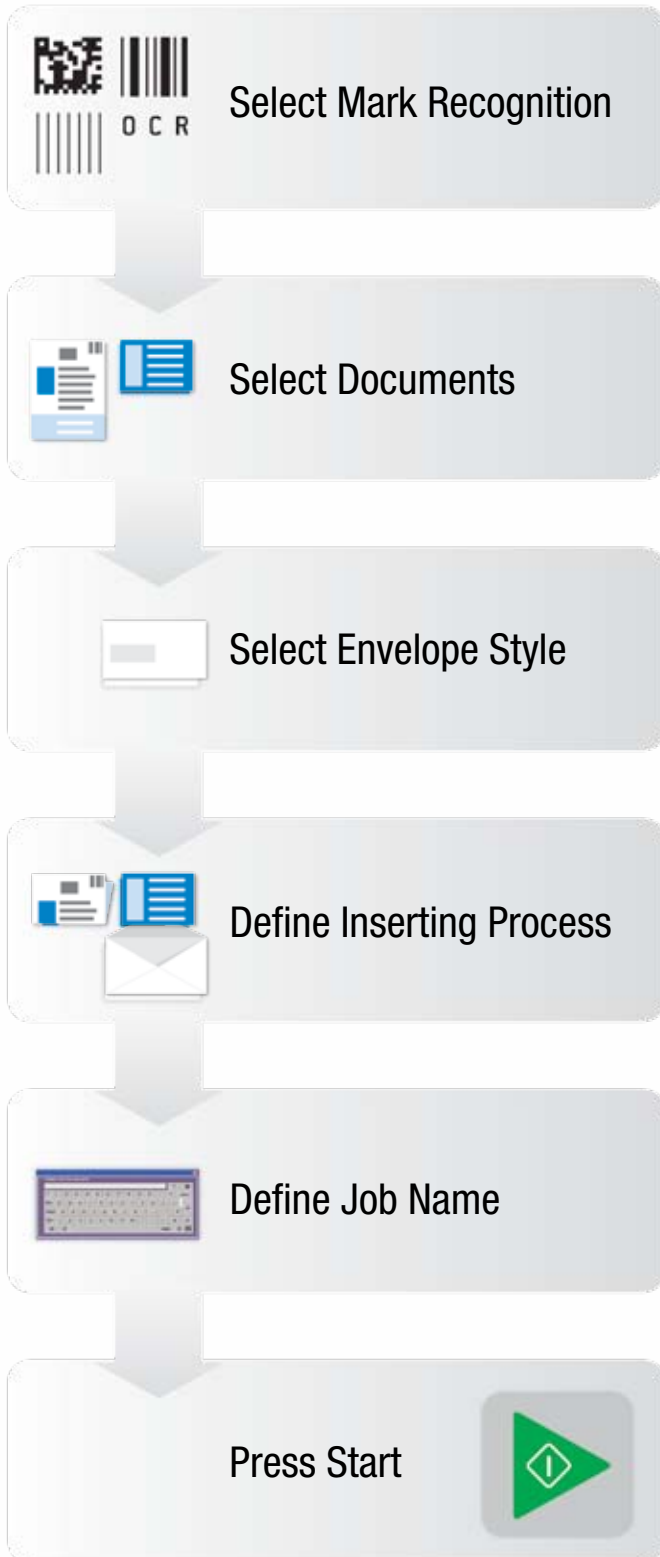 OCR
Select Mark Recognition
Select Documents
Select Envelope Style
Define Inserting Process
Define Job Name
Press Start